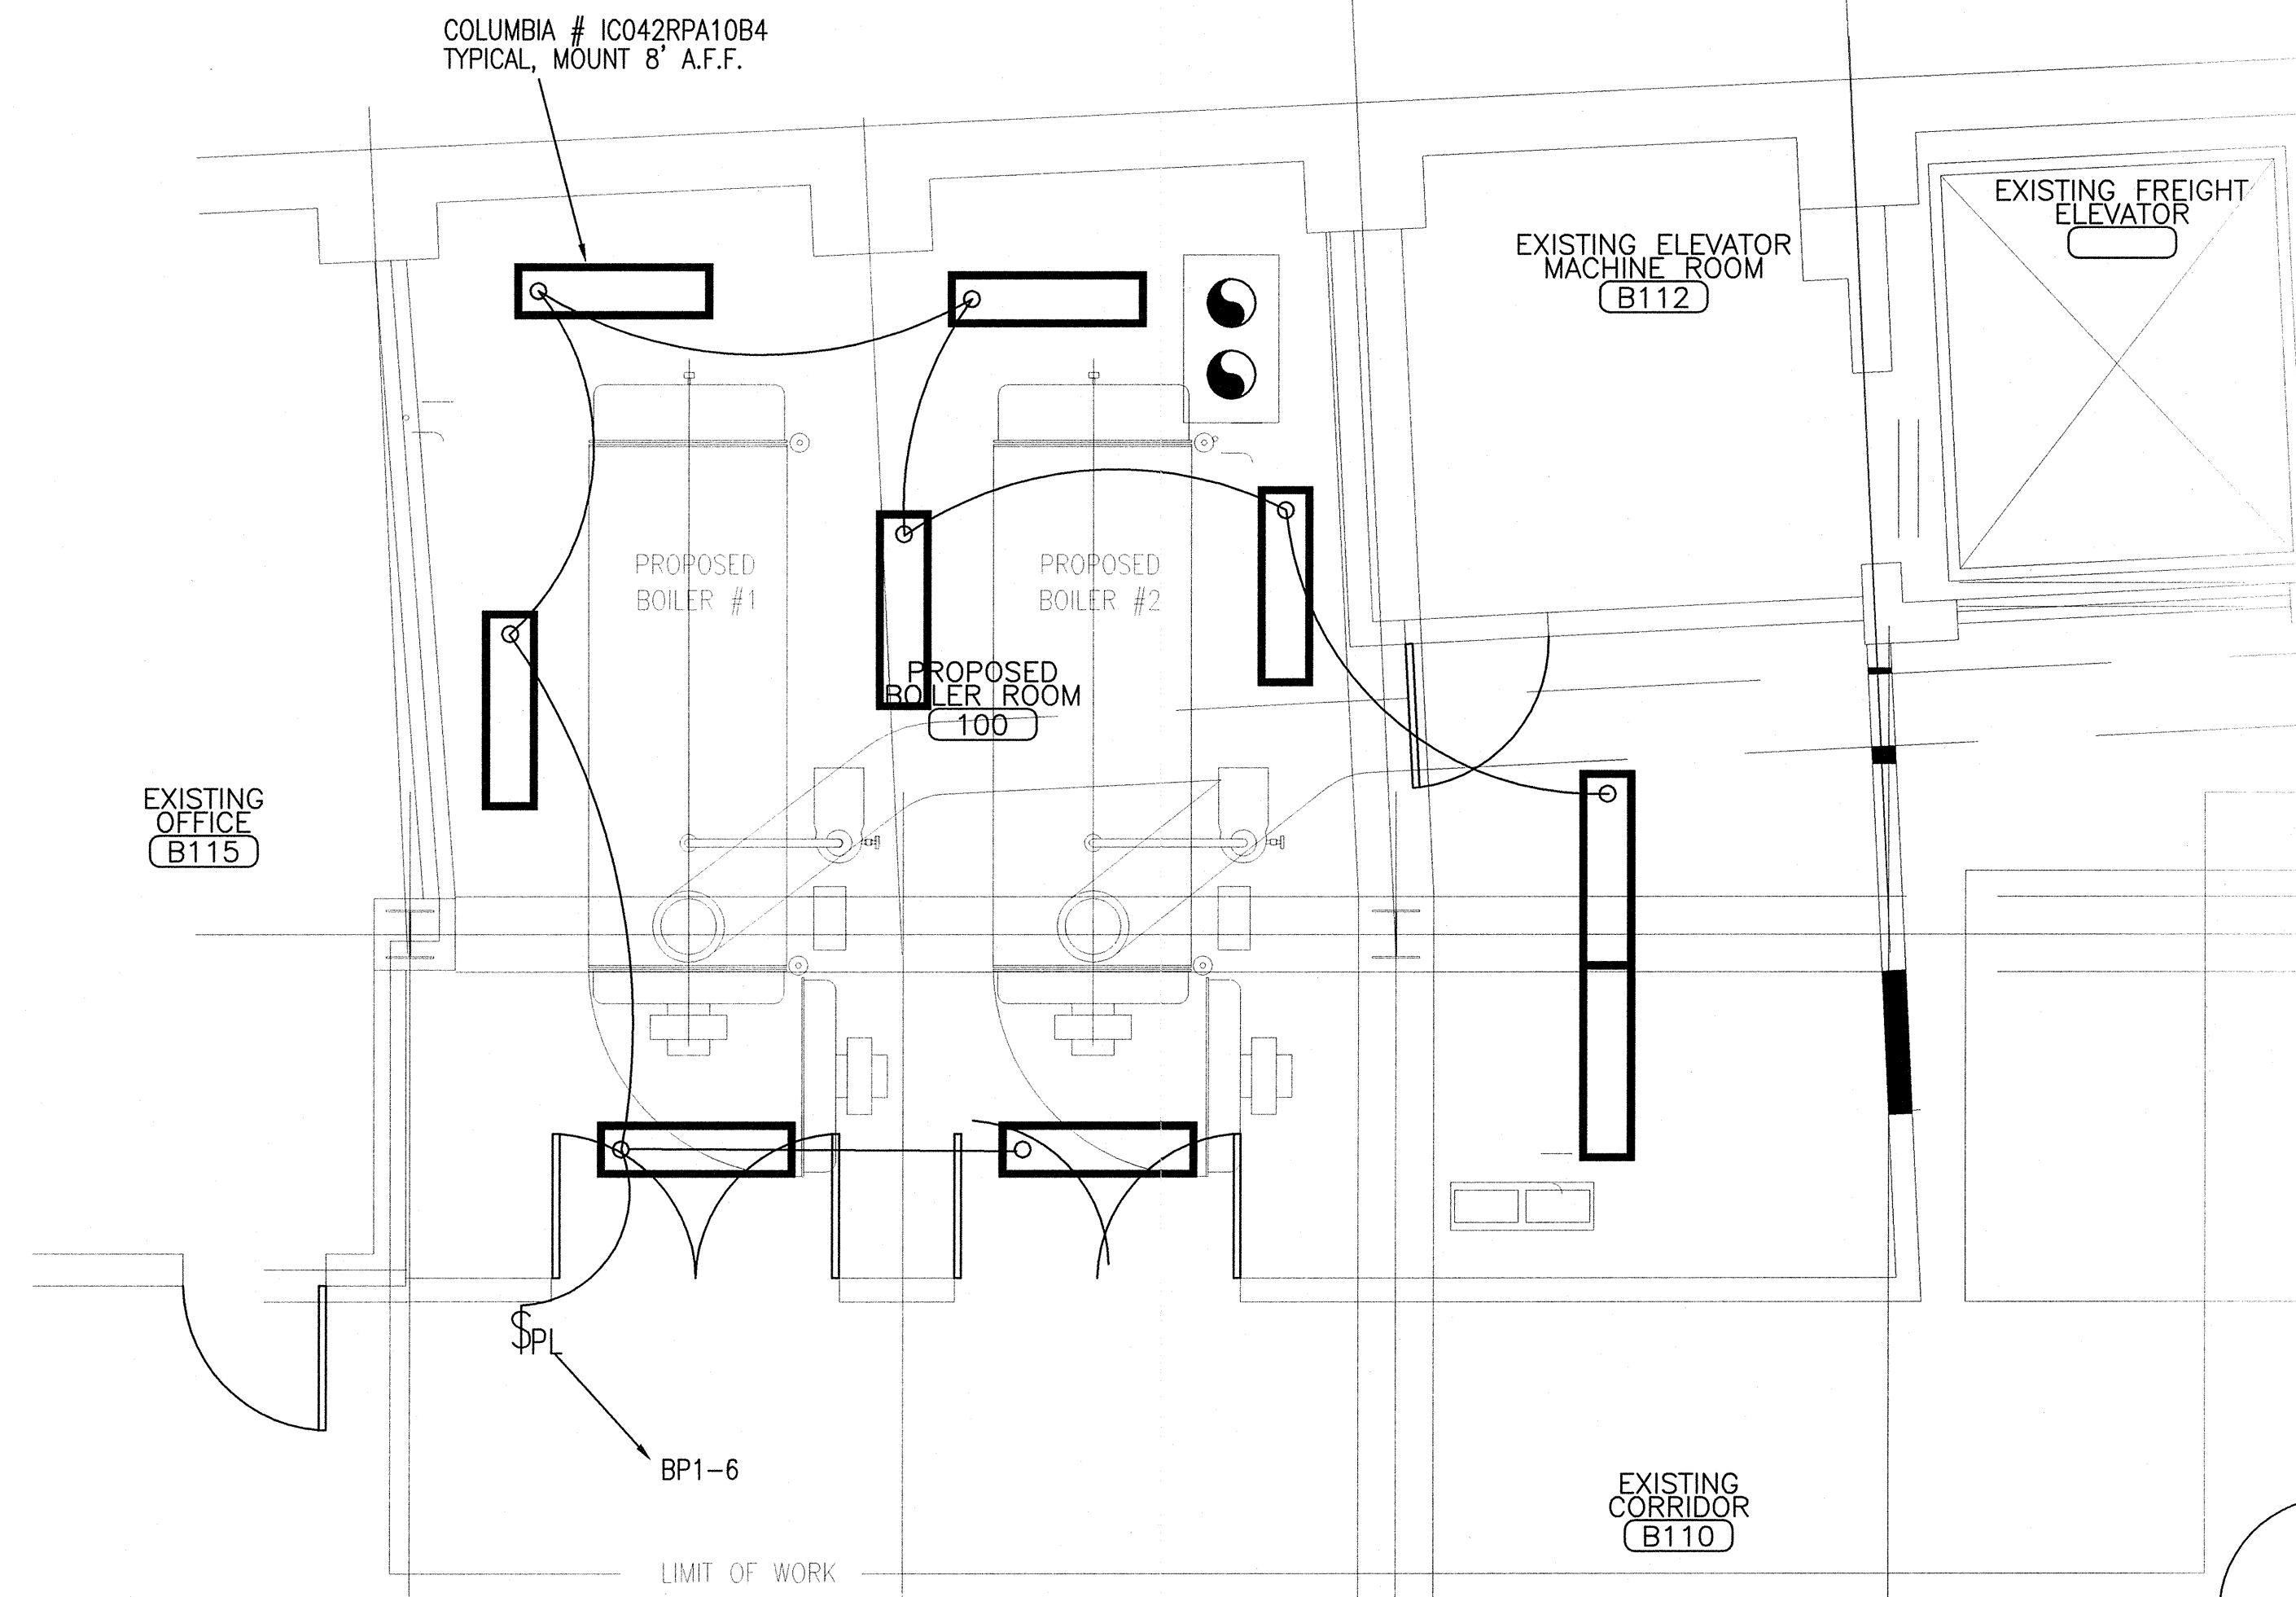 COLUMBIA # IC042RPA10B4
TYPICAL, MOUNT 8' A.F.F.
EXISTING FREIGHT
ELEVATOR
EXISTING ELEVATOR
MACHINE ROOM
B112
PROPOSED
BOILER #1
PROPOSED
BOILER #2
PROPOSED
BOILER ROOM
100
EXISTING
OFFICE
B115
$PL
BP1-6
EXISTING
CORRIDOR
B110
LIMIT OF WORK